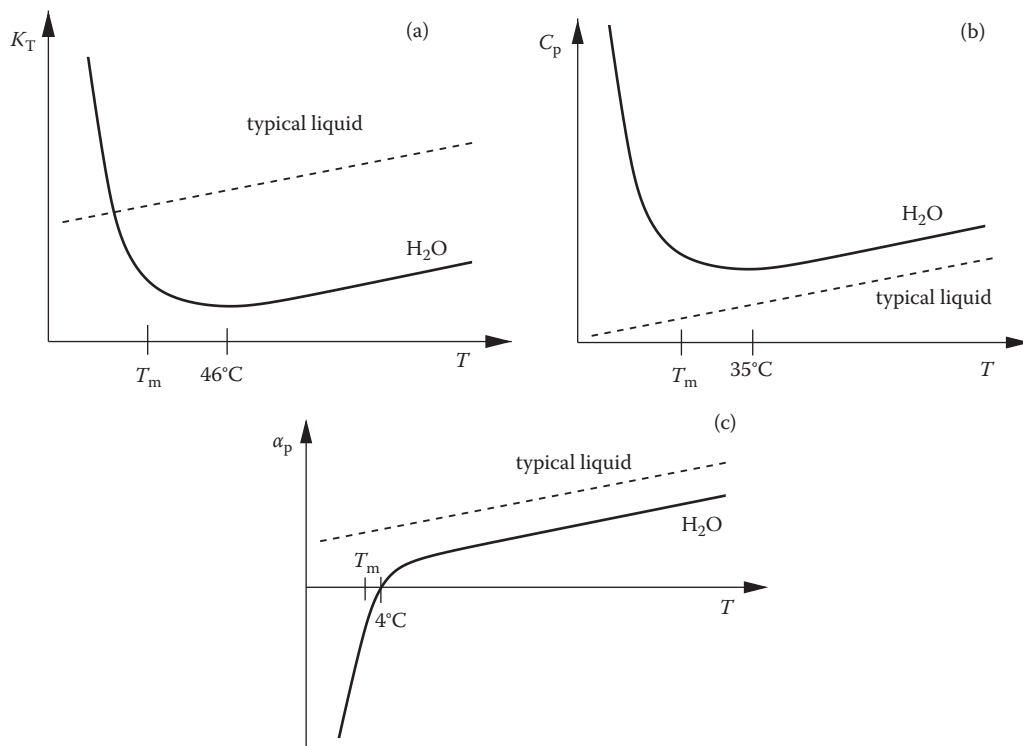 (a)
K_T
typical liquid
H₂O
T_m
46°C
T
(b)
C_p
H₂O
typical liquid
T_m
35°C
T
(c)
α_p
typical liquid
H₂O
T_m
4°C
T